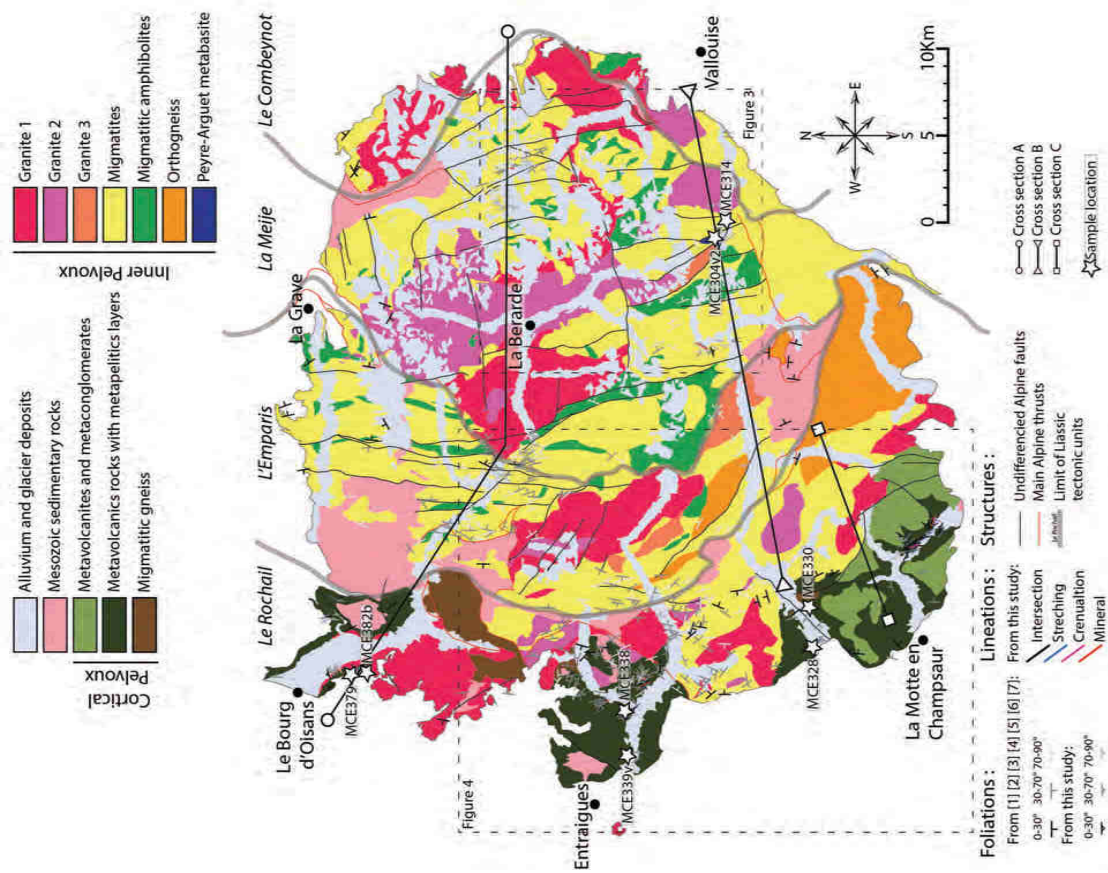 Alluvium and glacier deposits
Mesozoic sedimentary rocks
Metavolcanites and metaconglomerates
Metavolcanics rocks with metapelitics layers
Migmatitic gneiss
Cortical
Pelvoux
Granite 1
Granite 2
Granite 3
Migmatites
Migmatitic amphibolites
Orthogneiss
Peyre-Arguet metabasite
Inner Pelvoux
Le Rochail
L'Emparis
La Meije
Le Combeynot
Le Bourg
d'Oisans
MCE379
MCE382b
La Grave
La Bérarde
Vallouise
Figure 3
MCE314
MCE304v2
Figure 4
Entraigues
MCE339v
MCE338
MCE328
MCE330
La Motte en
Champsaur
N
E
S
W
0
5
10Km
Foliations :
From [1] [2] [3] [4] [5] [6] [7]:
0-30° 30-70° 70-90°
From this study:
0-30° 30-70° 70-90°
Lineations :
From this study:
Intersection
Streching
Crenualtion
Mineral
Structures :
Undifferencied Alpine faults
Main Alpine thrusts
Le Rochail
Limit of Liassic
tectonic units
Cross section A
Cross section B
Cross section C
Sample location